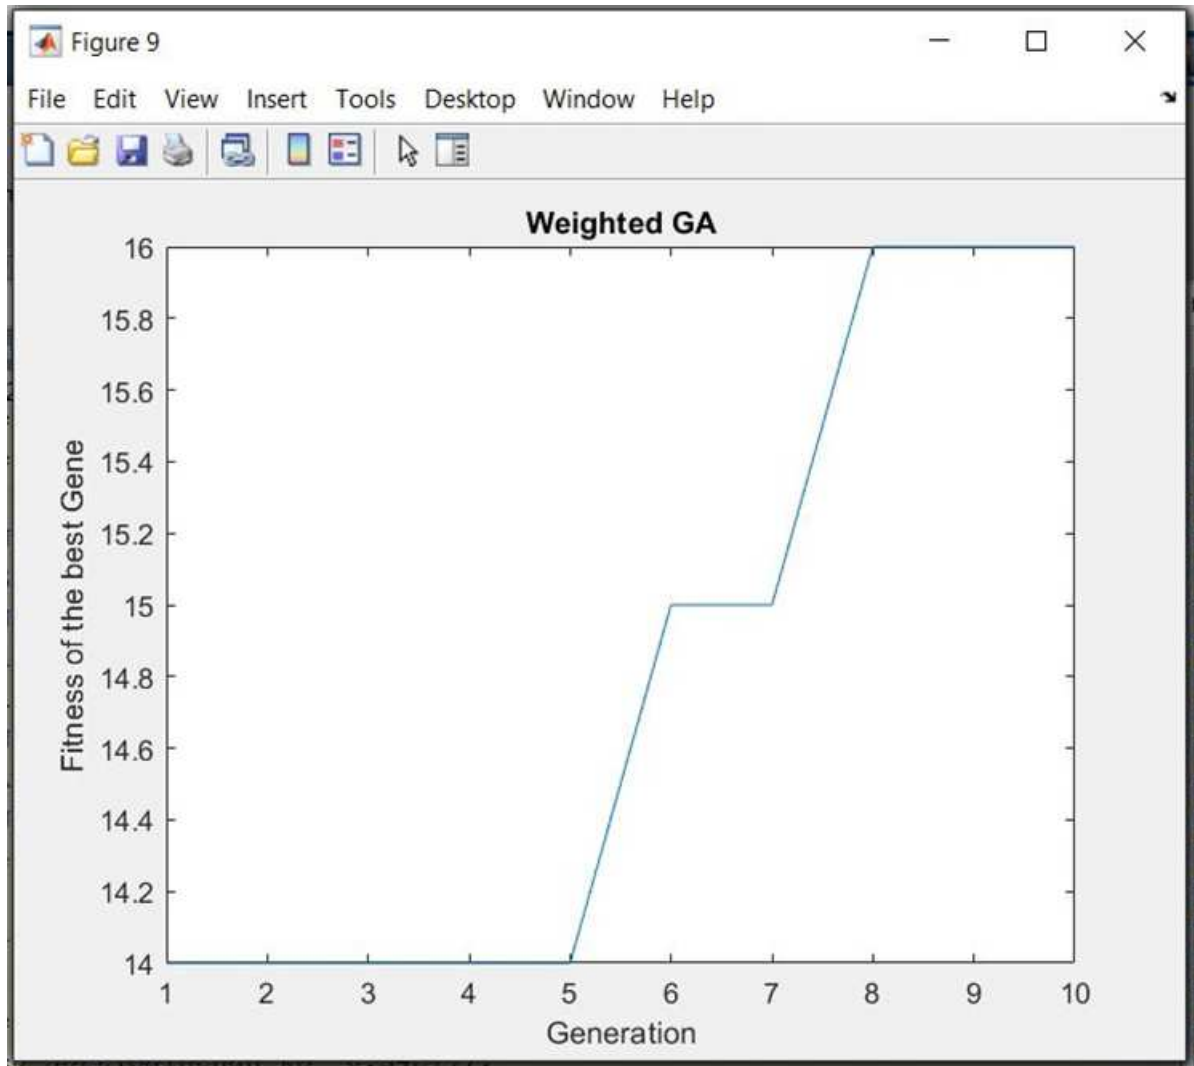 Figure 9
File Edit View Insert Tools Desktop Window Help
Weighted GA
16
15.8
15.6
15.4
15.2
15
14.8
14.6
14.4
14.2
14
Fitness of the best Gene
1 2 3 4 5 6 7 8 9 10
Generation